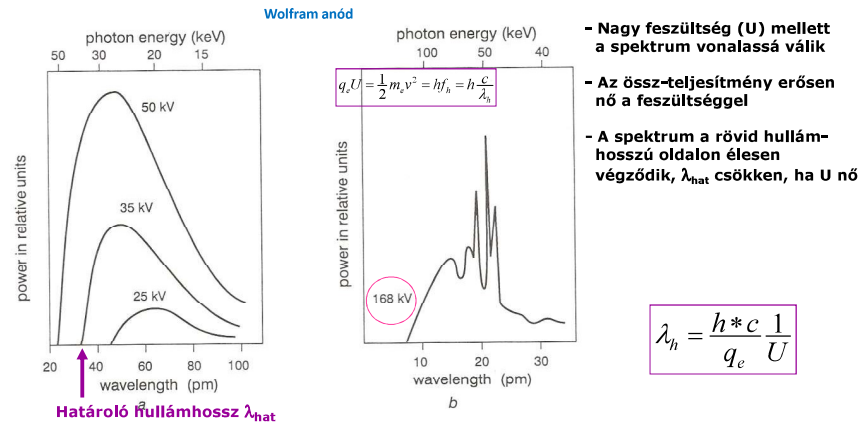 Wolfram anód
photon energy (keV)
50 30 20 15
50 kV
35 kV
25 kV
power in relative units
20 40 60 80 100
wavelength (pm)
a
Határoló hullámhossz λhat
photon energy (keV)
100 50 40
qeU = 1/2 mev² = hfh = h c/λh
power in relative units
168 kV
10 20 30
wavelength (pm)
b
– Nagy feszültség (U) mellett
a spektrum vonalassá válik
– Az össz-teljesítmény erősen
nő a feszültséggel
– A spektrum a rövid hullám-
hosszú oldalon élesen
végződik, λhat csökken, ha U nő
λh = h*c/qe 1/U